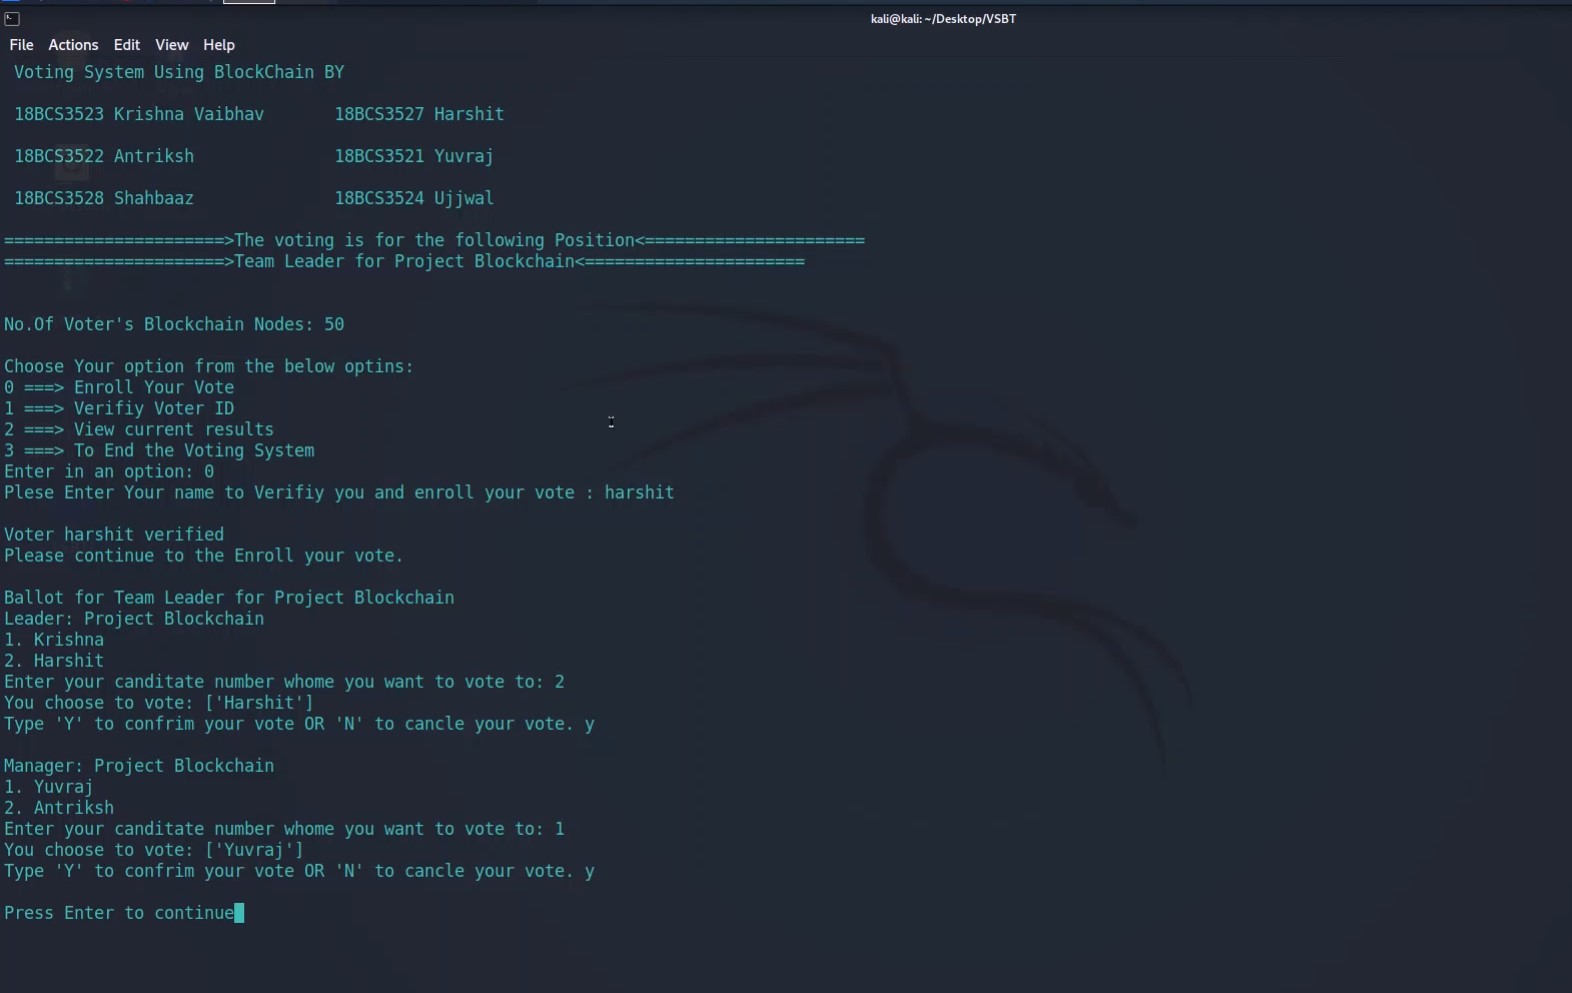 kali@kali: ~/Desktop/VSBT
File Actions Edit View Help
Voting System Using BlockChain BY
18BCS3523 Krishna Vaibhav 18BCS3527 Harshit
18BCS3522 Antriksh 18BCS3521 Yuvraj
18BCS3528 Shahbaaz 18BCS3524 Ujjwal
======================>The voting is for the following Position<======================
======================>Team Leader for Project Blockchain<======================
No.Of Voter's Blockchain Nodes: 50
Choose Your option from the below optins:
0 ===> Enroll Your Vote
1 ===> Verifiy Voter ID
2 ===> View current results
3 ===> To End the Voting System
Enter in an option: 0
Plese Enter Your name to Verifiy you and enroll your vote : harshit
Voter harshit verified
Please continue to the Enroll your vote.
Ballot for Team Leader for Project Blockchain
Leader: Project Blockchain
1. Krishna
2. Harshit
Enter your canditate number whome you want to vote to: 2
You choose to vote: ['Harshit']
Type 'Y' to confrim your vote OR 'N' to cancle your vote. y
Manager: Project Blockchain
1. Yuvraj
2. Antriksh
Enter your canditate number whome you want to vote to: 1
You choose to vote: ['Yuvraj']
Type 'Y' to confrim your vote OR 'N' to cancle your vote. y
Press Enter to continue